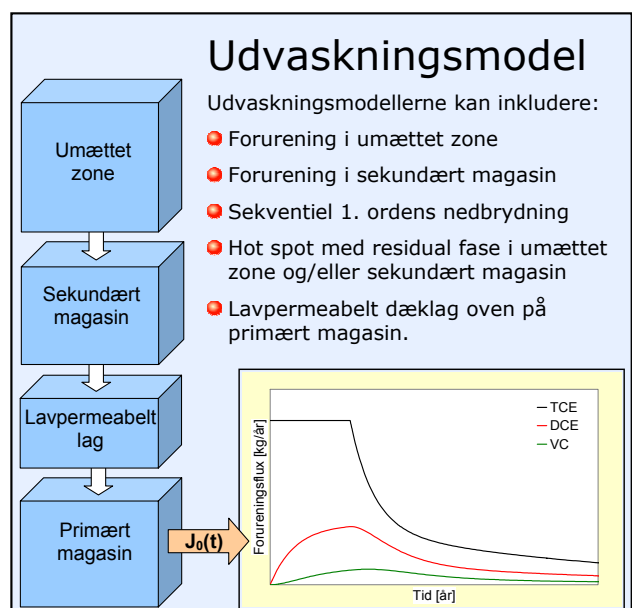 Udvaskningsmodel
Udvaskningsmodellerne kan inkludere:
Forurening i umættet zone
Forurening i sekundært magasin
Sekventiel 1. ordens nedbrydning
Hot spot med residual fase i umættet
zone og/eller sekundært magasin
Lavpermeabelt dæklag oven på
primært magasin.
Umættet
zone
Sekundært
magasin
Lavpermeabelt
lag
Primært
magasin
J₀(t)
Forureningsflux [kg/år]
TCE
DCE
VC
Tid [år]